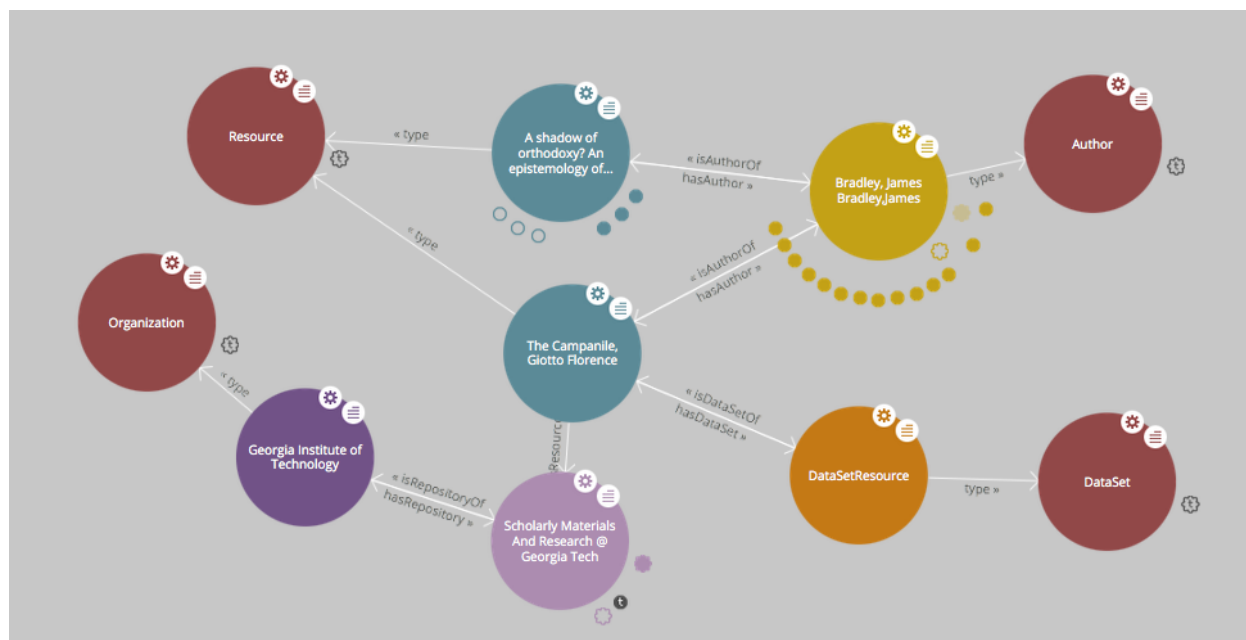 Resource
« type
A shadow of
orthodoxy? An
epistemology of...
« isAuthorOf
hasAuthor »
Bradley, James
Bradley,James
type »
Author
« type
« isAuthorOf
hasAuthor »
Organization
The Campanile,
Giotto Florence
« type
« isDataSetOf
hasDataSet »
Georgia Institute of
Technology
Resource
DataSetResource
type »
DataSet
« isRepositoryOf
hasRepository »
Scholarly Materials
And Research @
Georgia Tech
t
t
t
t
t